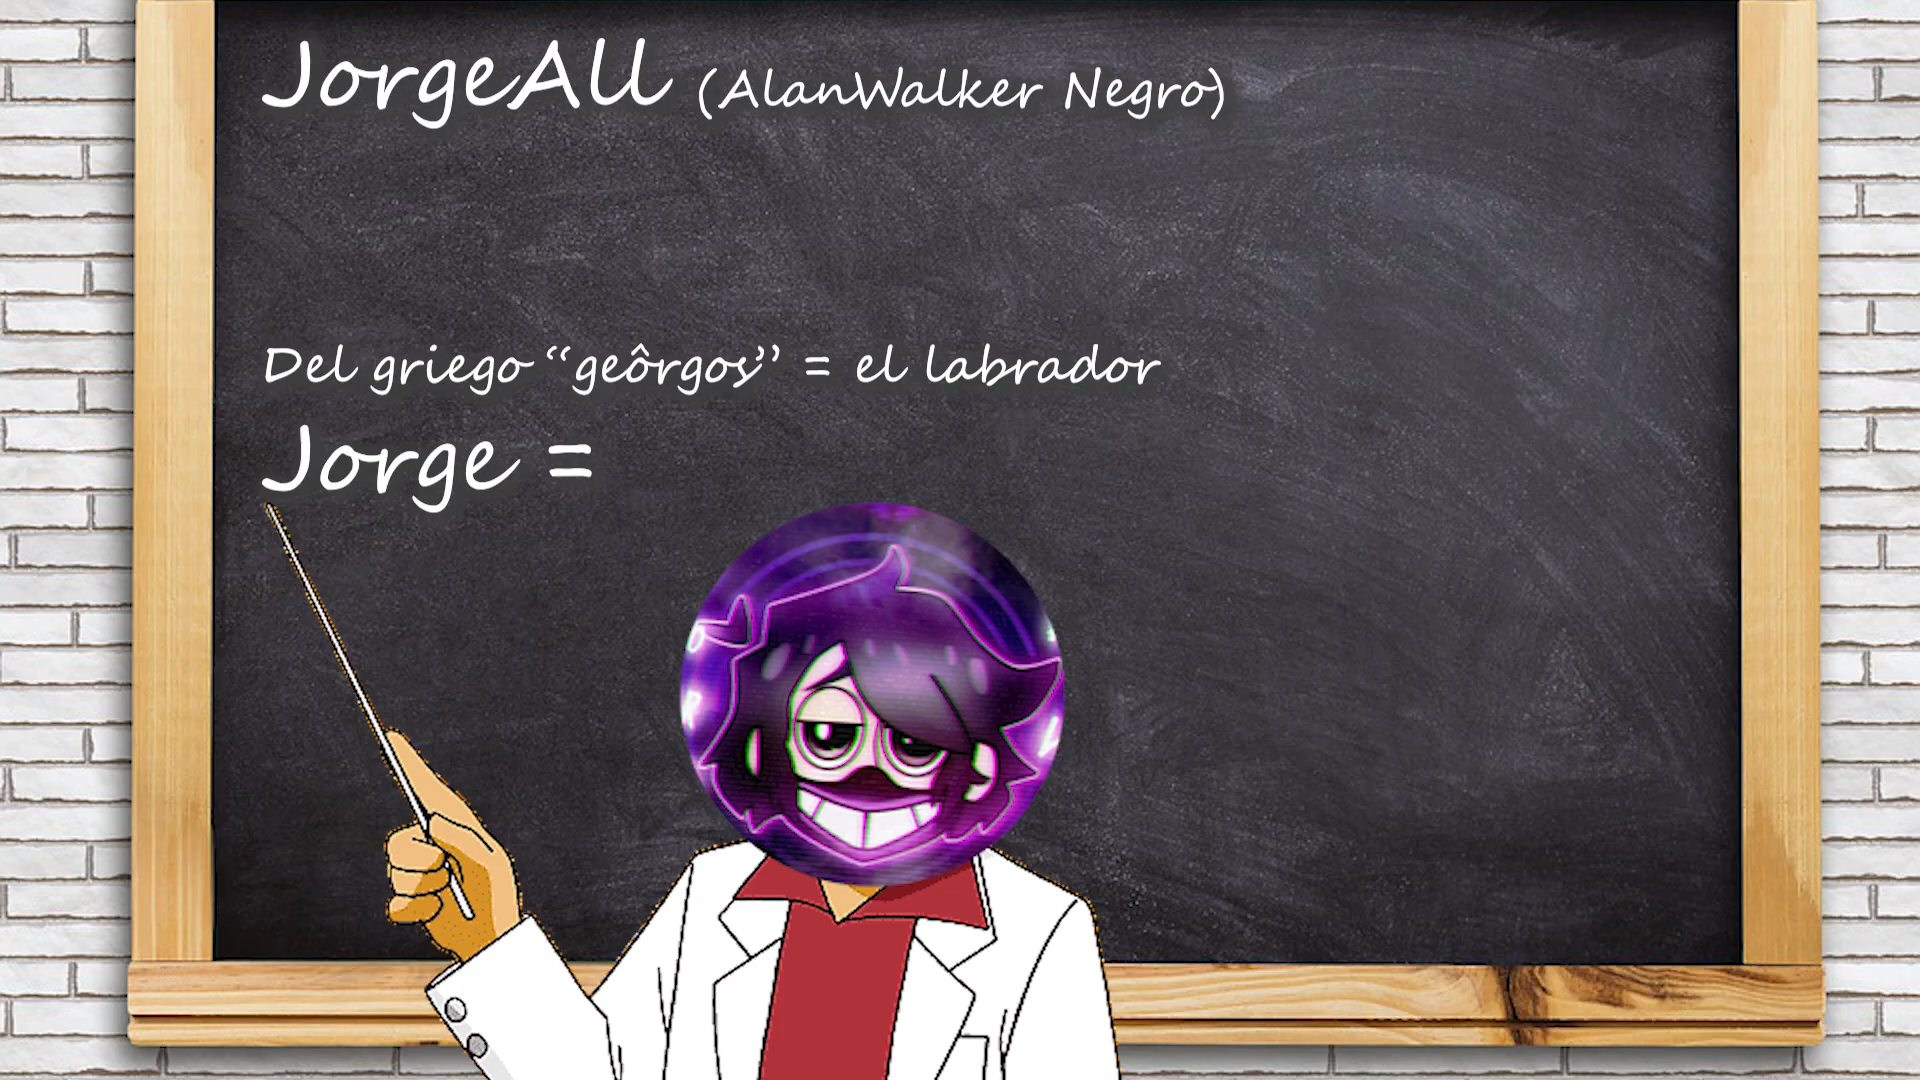 JorgeAll (AlanWalker Negro)
Del griego “geôrgos” = el labrador
Jorge =